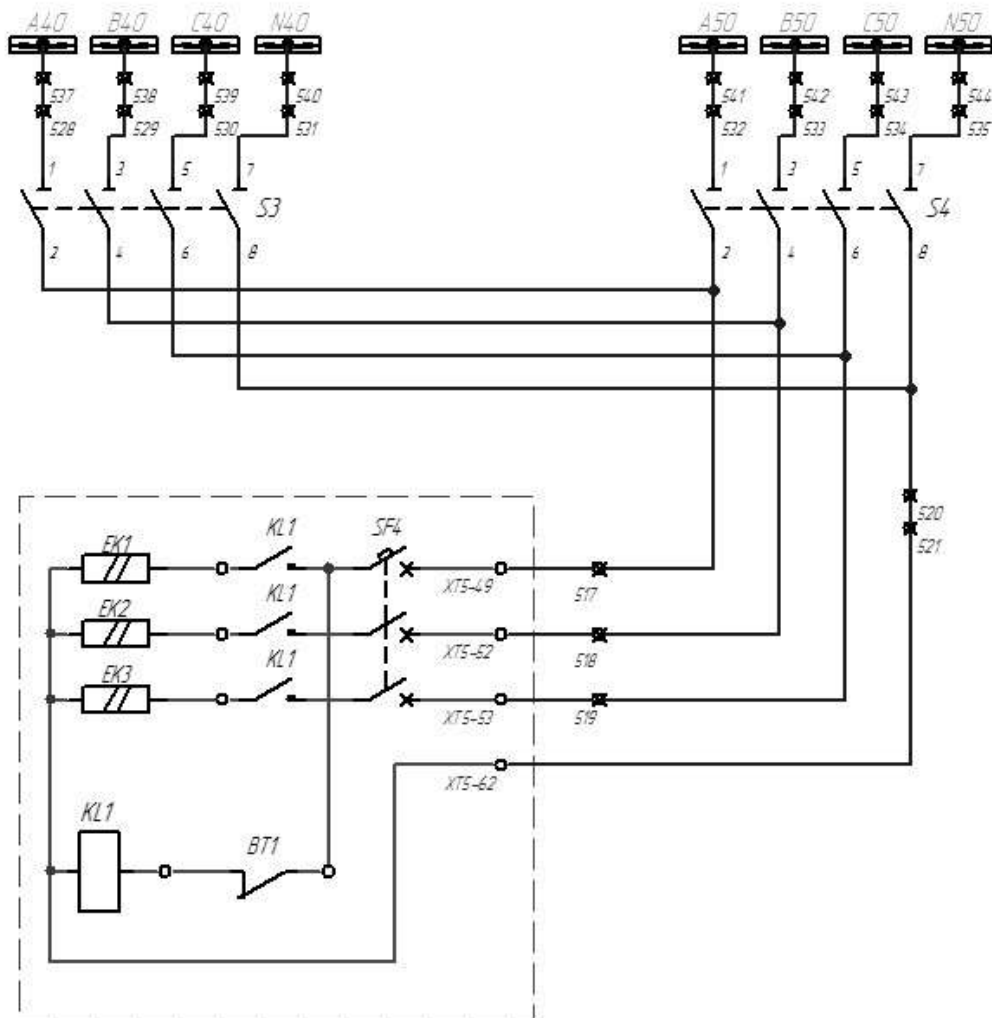 A40 B40 C40 N40 A50 B50 C50 N50
537 538 539 540 541 542 543 544
528 529 530 531 532 533 534 535
1 3 5 7 1 3 5 7
S3 S4
2 4 6 8 2 4 6 8
520
521
EK1 KL1 SF4
XT5-49 517
EK2 KL1
XT5-52 518
EK3 KL1
XT5-53 519
XT5-62
KL1
BT1